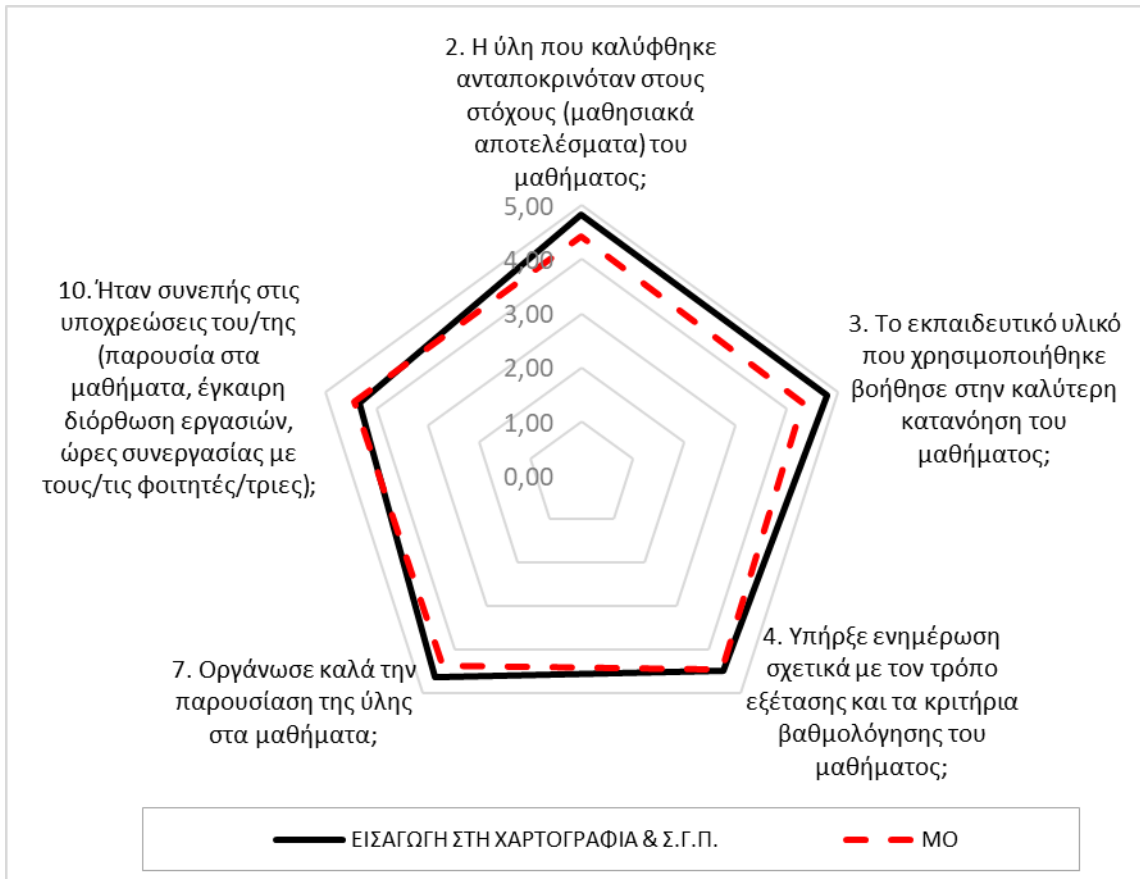 2. Η ύλη που καλύφθηκε
ανταποκρινόταν στους
στόχους (μαθησιακά
αποτελέσματα) του
μαθήματος;
5,00
4,00
3,00
2,00
1,00
0,00
3. Το εκπαιδευτικό υλικό
που χρησιμοποιήθηκε
βοήθησε στην καλύτερη
κατανόηση του
μαθήματος;
4. Υπήρξε ενημέρωση
σχετικά με τον τρόπο
εξέτασης και τα κριτήρια
βαθμολόγησης του
μαθήματος;
7. Οργάνωσε καλά την
παρουσίαση της ύλης
στα μαθήματα;
10. Ήταν συνεπής στις
υποχρεώσεις του/της
(παρουσία στα
μαθήματα, έγκαιρη
διόρθωση εργασιών,
ώρες συνεργασίας με
τους/τις φοιτητές/τριες);
ΕΙΣΑΓΩΓΗ ΣΤΗ ΧΑΡΤΟΓΡΑΦΙΑ & Σ.Γ.Π.
ΜΟ